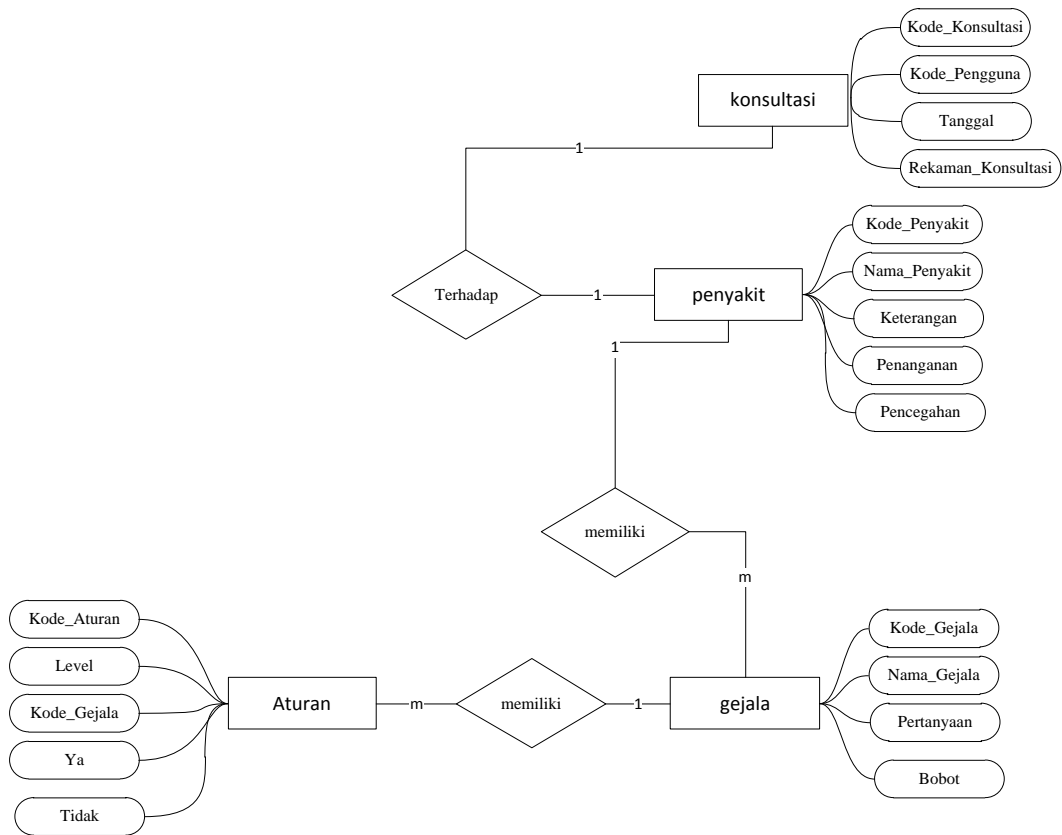 Kode_Konsultasi
Kode_Pengguna
konsultasi
Tanggal
1
Rekaman_Konsultasi
Kode_Penyakit
Nama_Penyakit
Terhadap
1
penyakit
Keterangan
1
Penanganan
Pencegahan
memiliki
m
Kode_Aturan
Kode_Gejala
Level
Nama_Gejala
Kode_Gejala
Aturan
m
memiliki
1
gejala
Pertanyaan
Ya
Bobot
Tidak